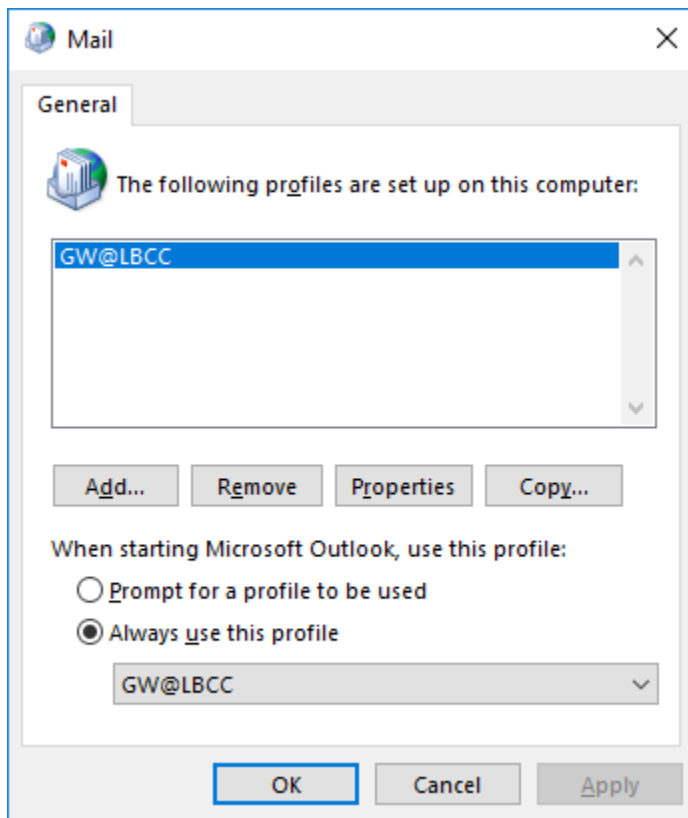 Mail
General
The following profiles are set up on this computer:
GW@LBCC
Add... Remove Properties Copy...
When starting Microsoft Outlook, use this profile:
Prompt for a profile to be used
Always use this profile
GW@LBCC
OK Cancel Apply